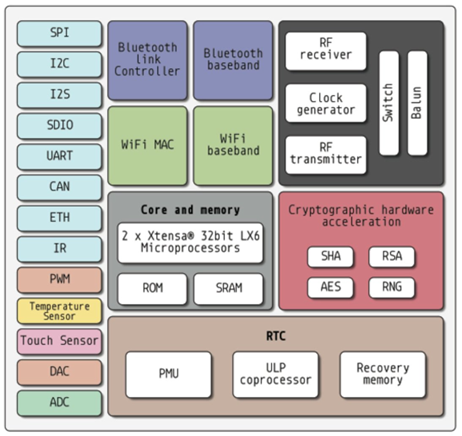 SPI
I2C
I2S
SDIO
UART
CAN
ETH
IR
PWM
Temperature
Sensor
Touch Sensor
DAC
ADC
Bluetooth
link
Controller
Bluetooth
baseband
WiFi MAC
WiFi
baseband
RF
receiver
Clock
generator
RF
transmitter
Switch
Balun
Core and memory
2 x Xtensa® 32bit LX6
Microprocessors
ROM
SRAM
Cryptographic hardware
acceleration
SHA
RSA
AES
RNG
RTC
PMU
ULP
coprocessor
Recovery
memory